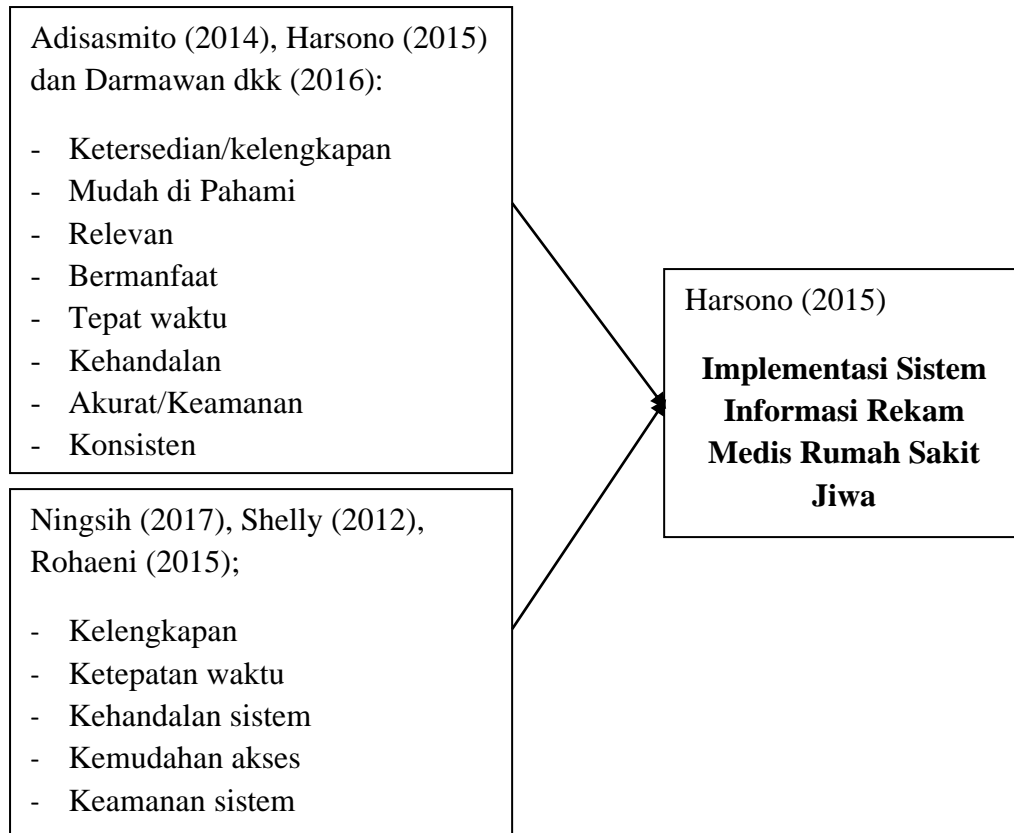 Adisasmito (2014), Harsono (2015)
dan Darmawan dkk (2016):
- Ketersedian/kelengkapan
- Mudah di Pahami
- Relevan
- Bermanfaat
- Tepat waktu
- Kehandalan
- Akurat/Keamanan
- Konsisten
Ningsih (2017), Shelly (2012),
Rohaeni (2015);
- Kelengkapan
- Ketepatan waktu
- Kehandalan sistem
- Kemudahan akses
- Keamanan sistem
Harsono (2015)
Implementasi Sistem
Informasi Rekam
Medis Rumah Sakit
Jiwa